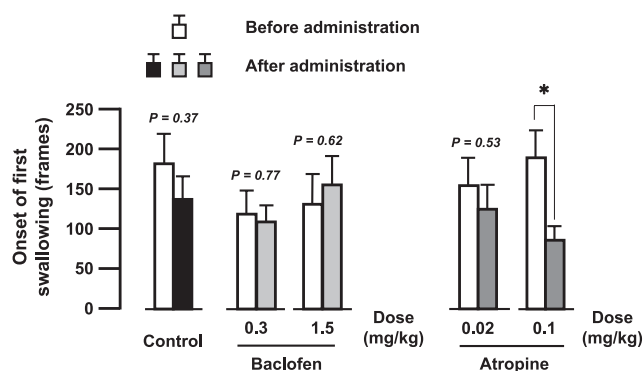 Before administration
After administration
Onset of first
swallowing (frames)
250
200
150
100
50
0
P = 0.37
P = 0.77
P = 0.62
P = 0.53
*
Control
0.3
1.5
Dose
(mg/kg)
Baclofen
0.02
0.1
Dose
(mg/kg)
Atropine